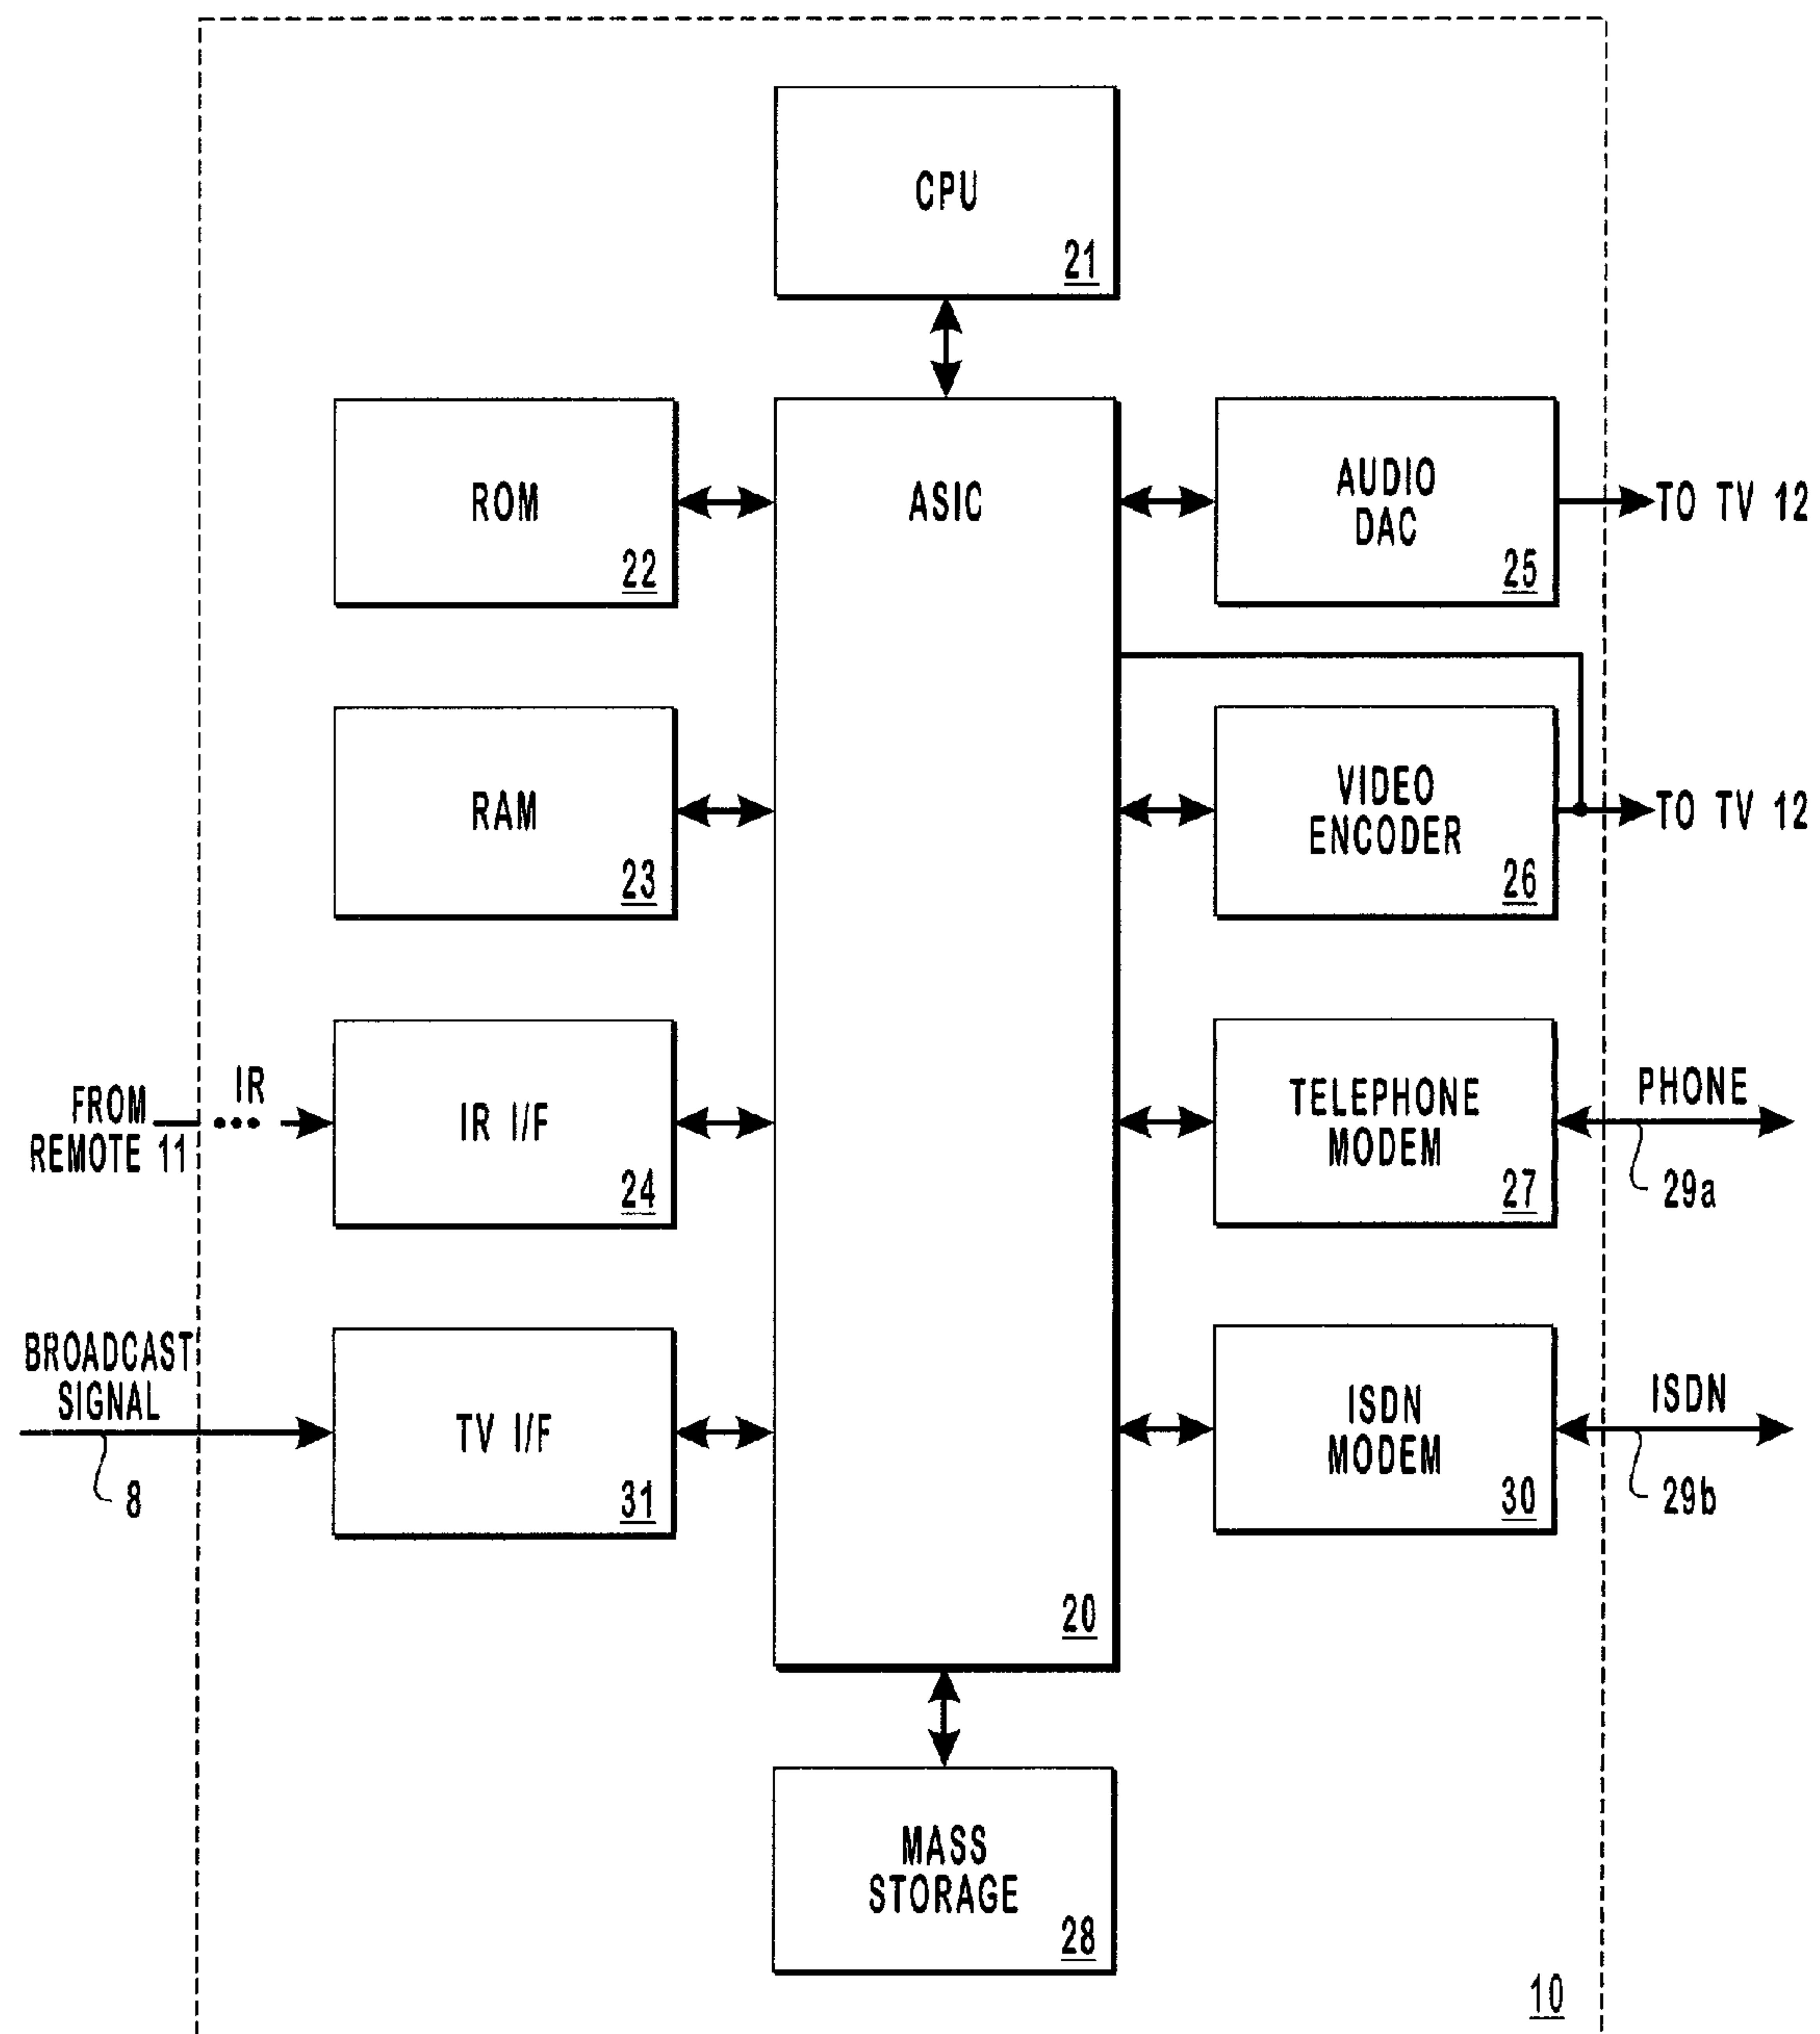 CPU
21
ROM
22
ASIC
AUDIO
DAC
25
TO TV 12
RAM
23
VIDEO
ENCODER
26
TO TV 12
FROM
REMOTE 11
IR
IR I/F
24
TELEPHONE
MODEM
27
PHONE
29a
BROADCAST
SIGNAL
8
TV I/F
31
ISDN
MODEM
30
ISDN
29b
20
MASS
STORAGE
28
10